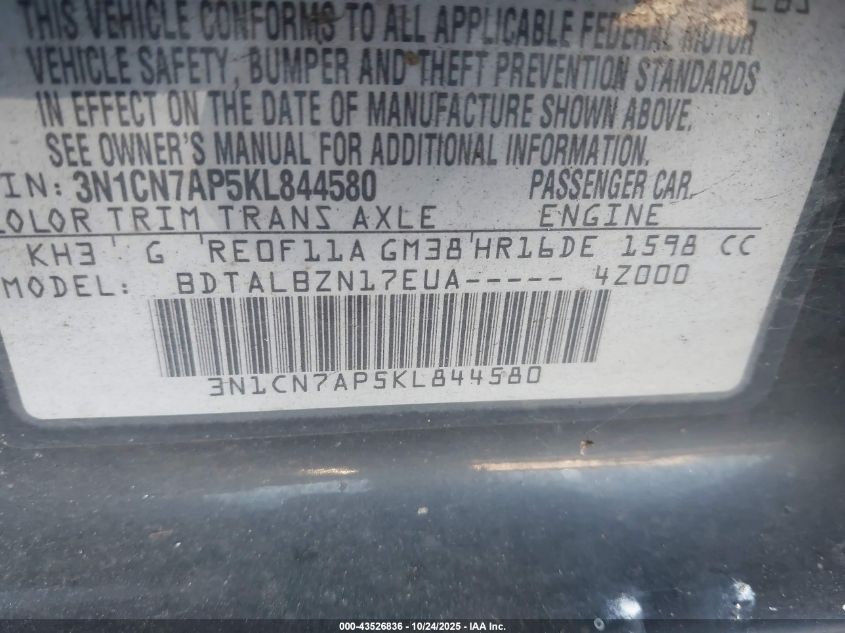 LBS
THIS VEHICLE CONFORMS TO ALL APPLICABLE FEDERAL MOTOR
VEHICLE SAFETY, BUMPER AND THEFT PREVENTION STANDARDS
IN EFFECT ON THE DATE OF MANUFACTURE SHOWN ABOVE.
SEE OWNER'S MANUAL FOR ADDITIONAL INFORMATION.
IN: 3N1CN7AP5KL844580 PASSENGER CAR
OLOR TRIM TRANS AXLE ENGINE
KH3 G RE0F11A GM38 HR16DE 1598 CC
MODEL: BDTALBZN17EUA----- 4Z000
3N1CN7AP5KL844580
000-43526836 - 10/24/2025 - IAA Inc.